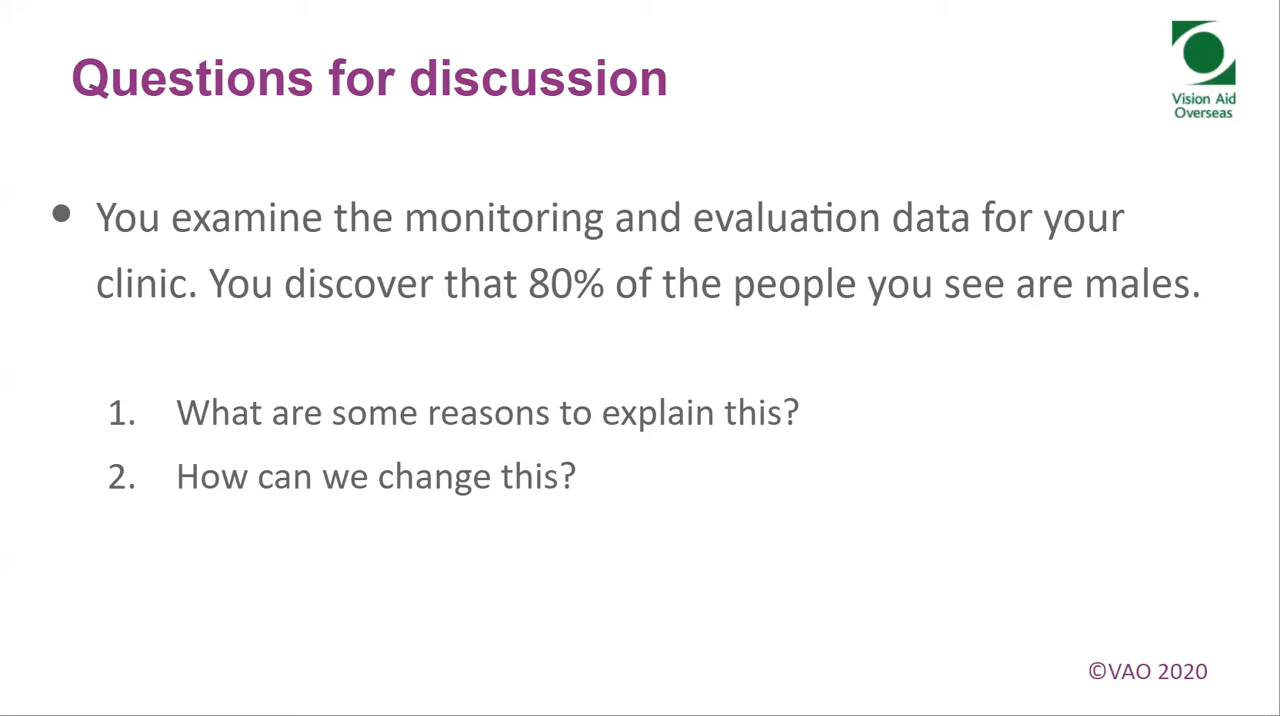 Questions for discussion
Vision Aid
Overseas
• You examine the monitoring and evaluation data for your
clinic. You discover that 80% of the people you see are males.
1. What are some reasons to explain this?
2. How can we change this?
©VAO 2020